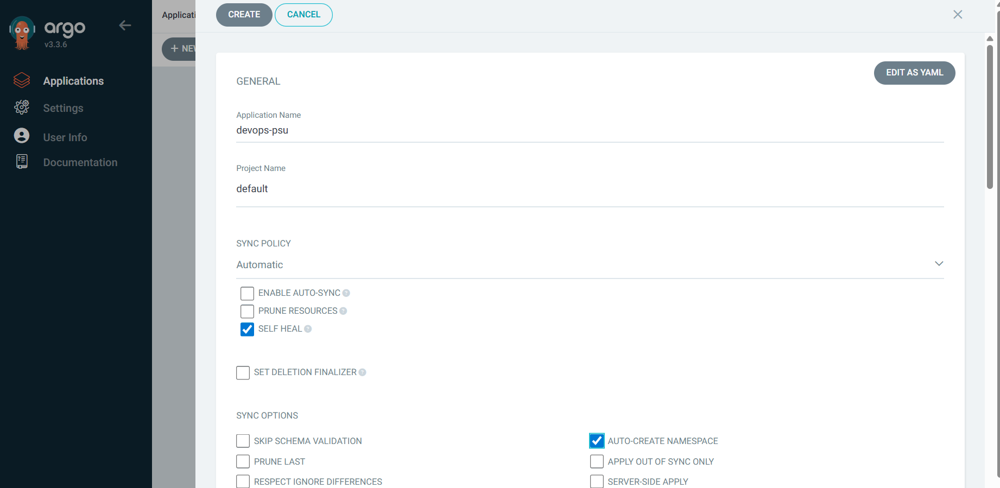 argo
v3.3.6
Applications
Settings
User Info
Documentation
Applicati
+ NEW
CREATE
CANCEL
EDIT AS YAML
GENERAL
Application Name
devops-psu
Project Name
default
SYNC POLICY
Automatic
ENABLE AUTO-SYNC ?
PRUNE RESOURCES ?
SELF HEAL ?
SET DELETION FINALIZER ?
SYNC OPTIONS
SKIP SCHEMA VALIDATION
AUTO-CREATE NAMESPACE
PRUNE LAST
APPLY OUT OF SYNC ONLY
RESPECT IGNORE DIFFERENCES
SERVER-SIDE APPLY